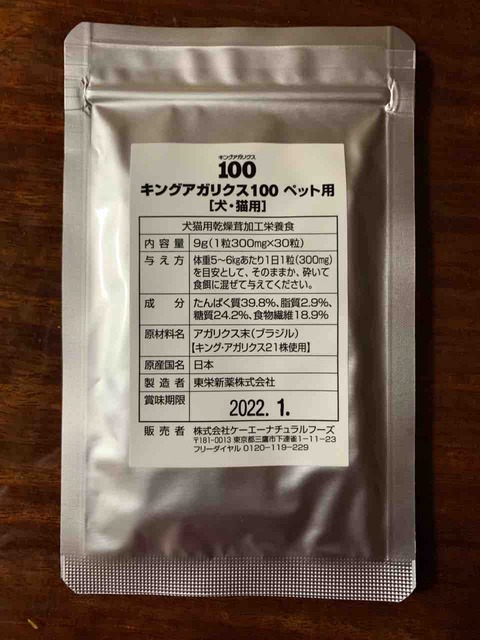 キングアガリクス
100
キングアガリクス100 ペット用
[犬・猫用]
犬猫用乾燥茸加工栄養食
内容量 9g(1粒300mg×30粒)
与え方 体重5~6kgあたり1日1粒(300mg)
を目安として、そのままか、砕いて
食餌に混ぜて与えてください。
成分 たんぱく質39.8%、脂質2.9%、
糖質24.2%、食物繊維18.9%
原材料名 アガリクス末(ブラジル)
【キング・アガリクス21株使用】
原産国名 日本
製造者 東栄新薬株式会社
賞味期限 2022.1.
販売者 株式会社ケーエーナチュラルフーズ
〒181-0013 東京都三鷹市下連雀1-11-23
フリーダイヤル 0120-119-229